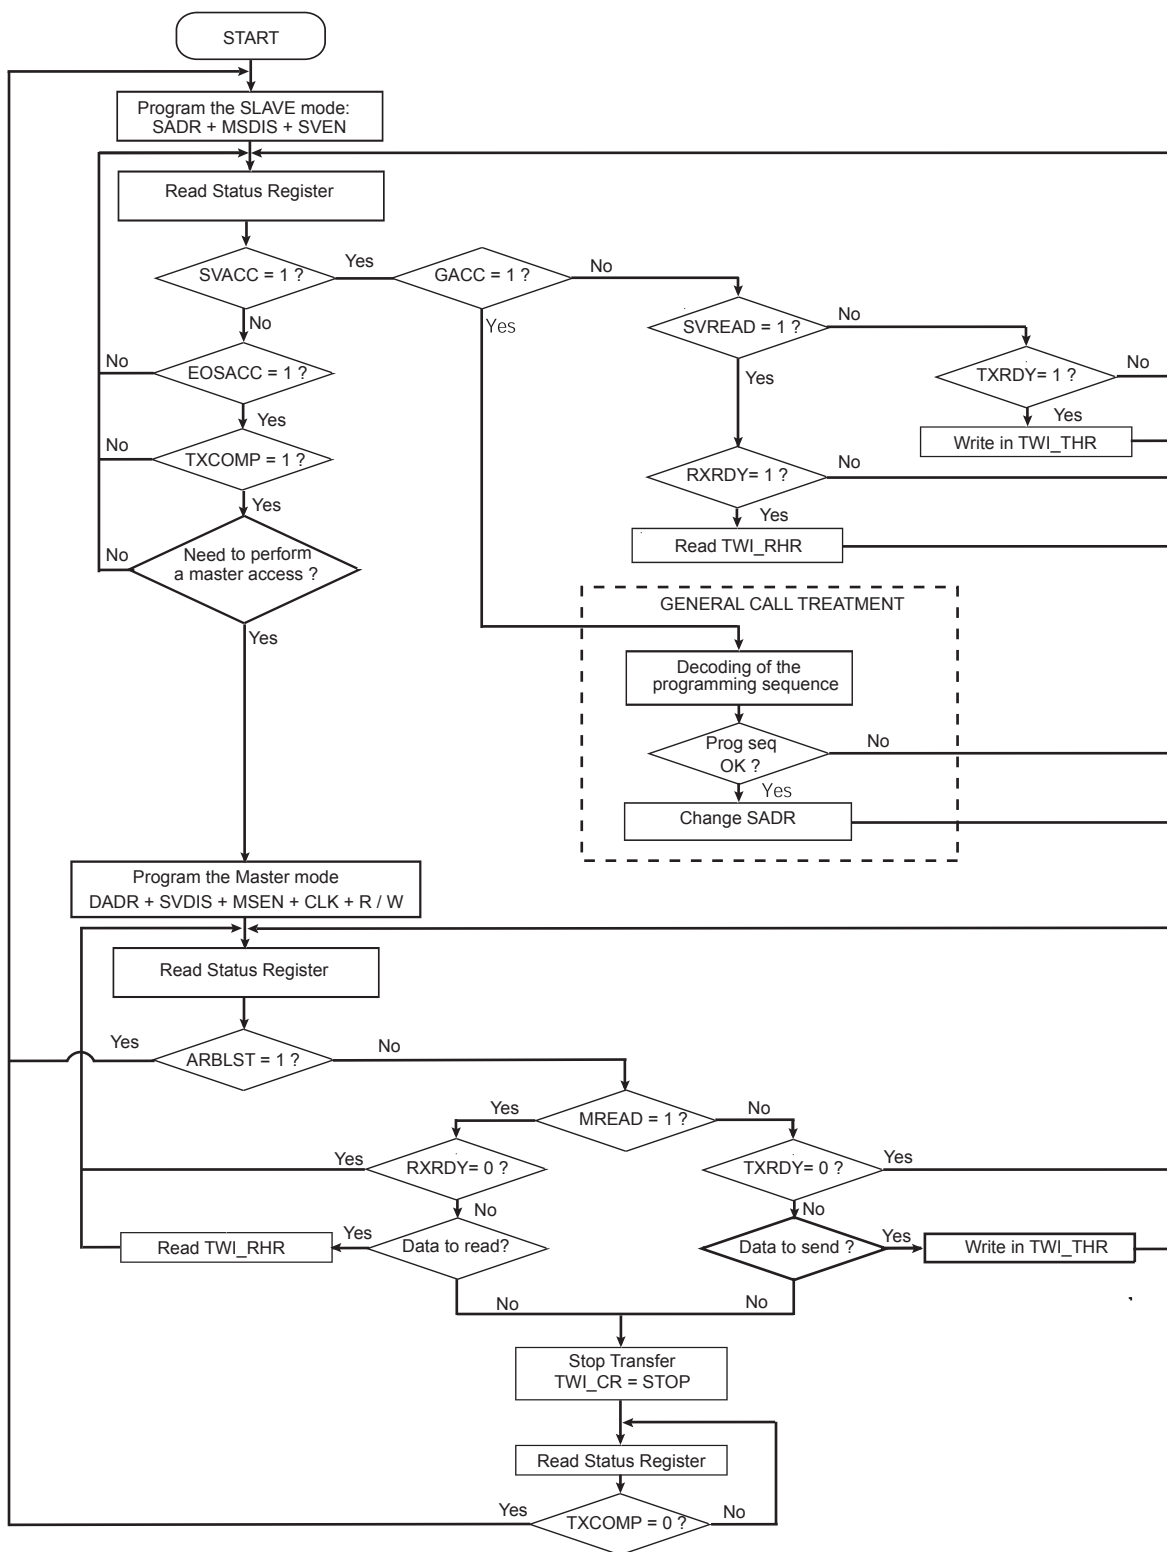 START
Program the SLAVE mode:
SADR + MSDIS + SVEN
Read Status Register
SVACC = 1 ?
Yes
GACC = 1 ?
No
No
Yes
SVREAD = 1 ?
No
No
EOSACC = 1 ?
Yes
TXRDY= 1 ?
No
Yes
Yes
Write in TWI_THR
No
TXCOMP = 1 ?
RXRDY= 1 ?
No
Yes
Yes
No
Need to perform
a master access ?
Read TWI_RHR
GENERAL CALL TREATMENT
Yes
Decoding of the
programming sequence
Prog seq
OK ?
No
Yes
Change SADR
Program the Master mode
DADR + SVDIS + MSEN + CLK + R / W
Read Status Register
Yes
ARBLST = 1 ?
No
Yes
MREAD = 1 ?
No
Yes
RXRDY= 0 ?
TXRDY= 0 ?
Yes
No
No
Read TWI_RHR
Yes
Data to read?
Data to send ?
Yes
Write in TWI_THR
No
No
Stop Transfer
TWI_CR = STOP
Read Status Register
Yes
TXCOMP = 0 ?
No